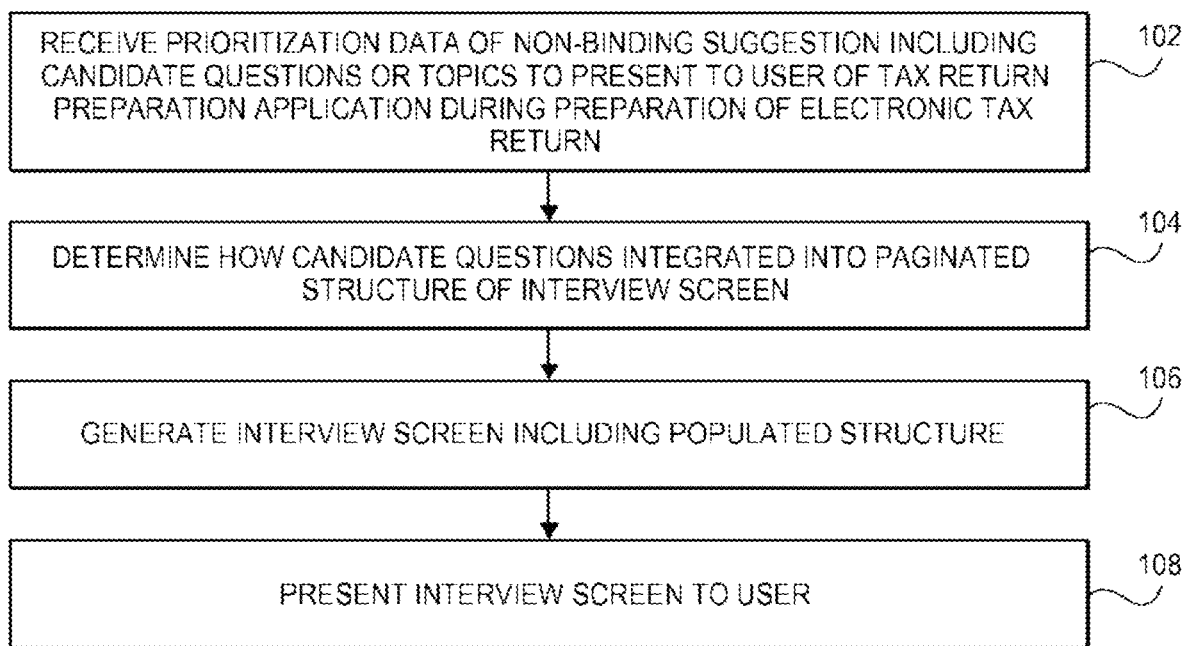 RECEIVE PRIORITIZATION DATA OF NON-BINDING SUGGESTION INCLUDING
CANDIDATE QUESTIONS OR TOPICS TO PRESENT TO USER OF TAX RETURN
PREPARATION APPLICATION DURING PREPARATION OF ELECTRONIC TAX
RETURN
102
DETERMINE HOW CANDIDATE QUESTIONS INTEGRATED INTO PAGINATED
STRUCTURE OF INTERVIEW SCREEN
104
GENERATE INTERVIEW SCREEN INCLUDING POPULATED STRUCTURE
106
PRESENT INTERVIEW SCREEN TO USER
108